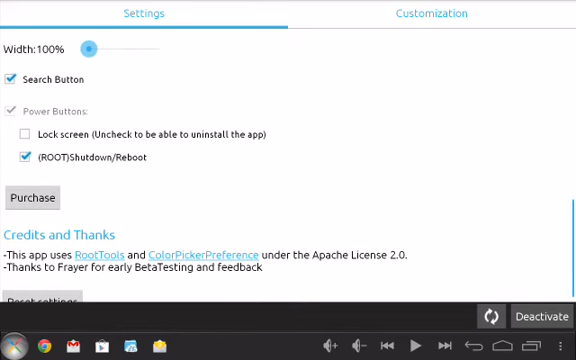 Settings
Customization
Width:100%
Search Button
Power Buttons:
Lock screen (Uncheck to be able to uninstall the app)
(ROOT)Shutdown/Reboot
Purchase
Credits and Thanks
-This app uses RootTools and ColorPickerPreference under the Apache License 2.0.
-Thanks to Frayer for early BetaTesting and feedback
Reset settings
Deactivate